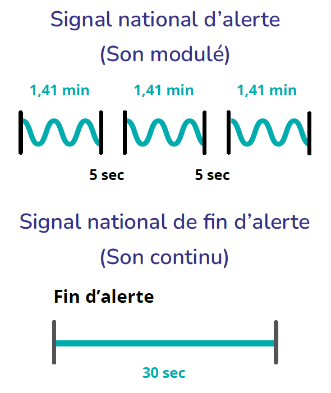 Signal national d’alerte
(Son modulé)
1,41 min 1,41 min 1,41 min
5 sec 5 sec
Signal national de fin d’alerte
(Son continu)
Fin d’alerte
30 sec